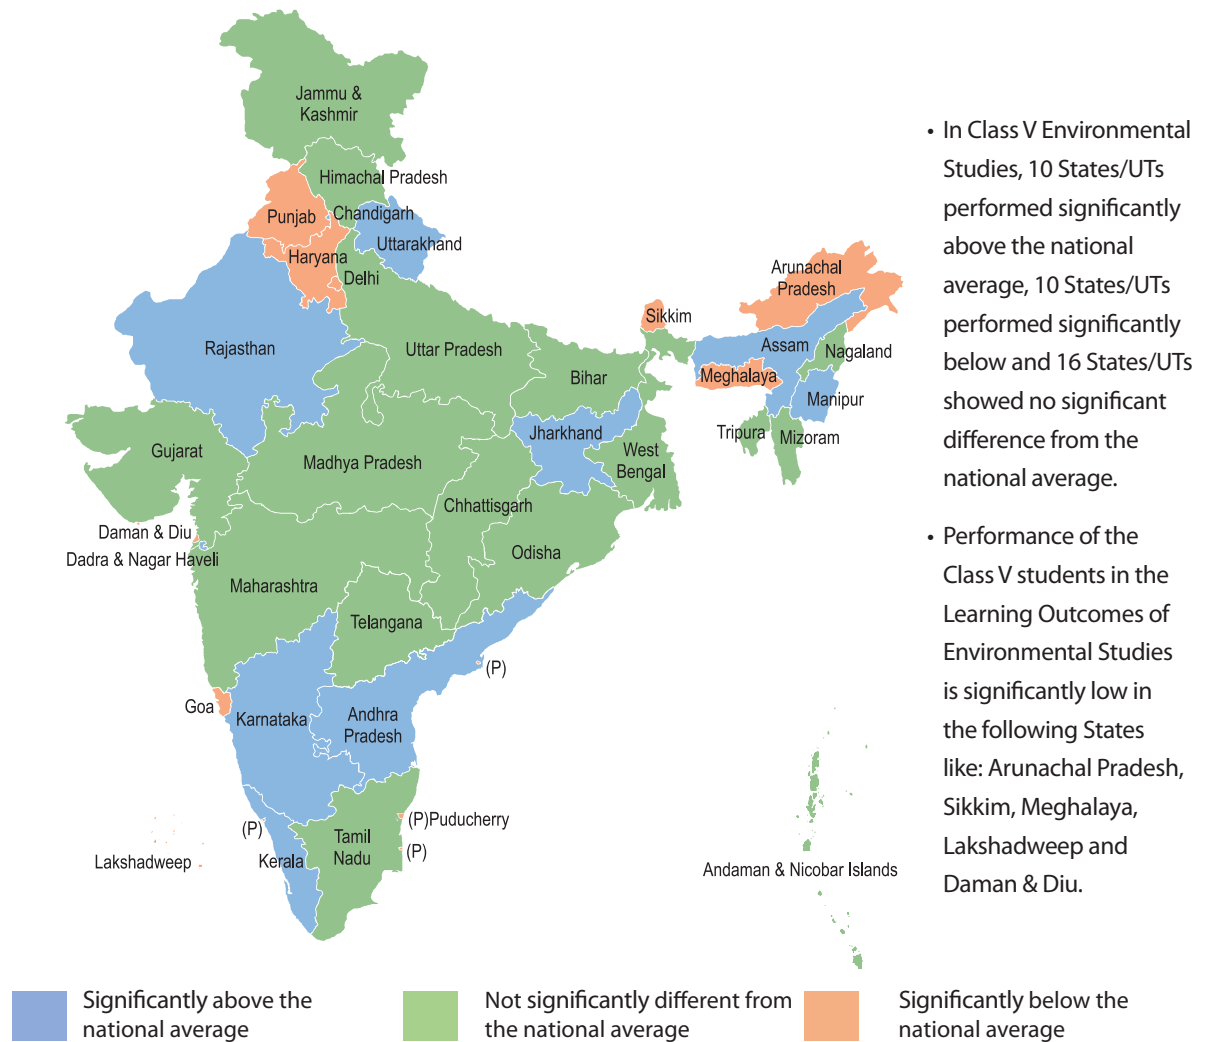 Jammu &
Kashmir
Himachal Pradesh
Punjab
Chandigarh
Uttarakhand
Haryana
Delhi
Arunachal
Pradesh
Sikkim
Rajasthan
Uttar Pradesh
Assam
Nagaland
Bihar
Meghalaya
Manipur
Jharkhand
Tripura
Mizoram
Gujarat
Madhya Pradesh
West
Bengal
Chhattisgarh
Daman & Diu
Dadra & Nagar Haveli
Odisha
Maharashtra
Telangana
(P)
Goa
Karnataka
Andhra
Pradesh
(P)
(P)Puducherry
Tamil
Nadu
(P)
Lakshadweep
Kerala
Andaman & Nicobar Islands
• In Class V Environmental
Studies, 10 States/UTs
performed significantly
above the national
average, 10 States/UTs
performed significantly
below and 16 States/UTs
showed no significant
difference from the
national average.
• Performance of the
Class V students in the
Learning Outcomes of
Environmental Studies
is significantly low in
the following States
like: Arunachal Pradesh,
Sikkim, Meghalaya,
Lakshadweep and
Daman & Diu.
Significantly above the
national average
Not significantly different from
the national average
Significantly below the
national average